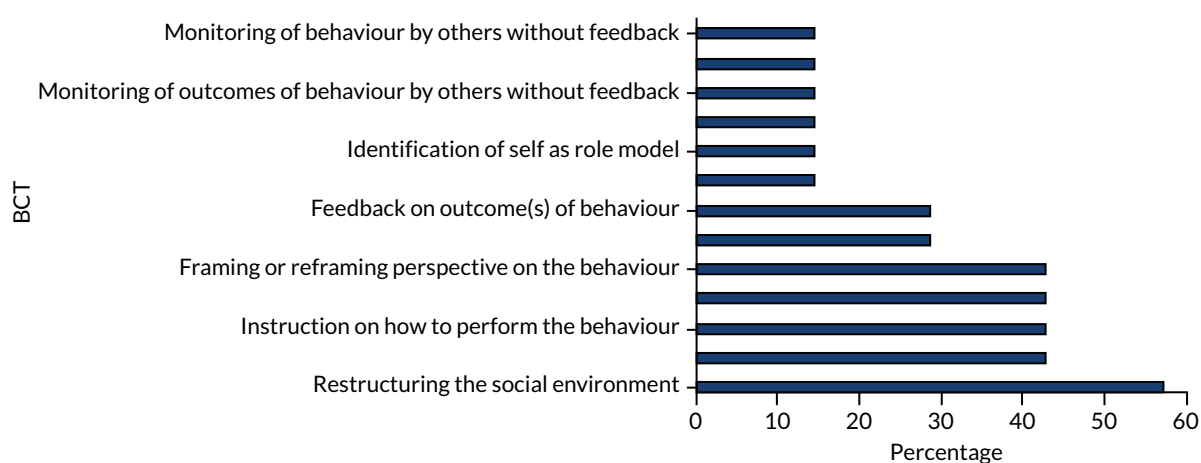 Monitoring of behaviour by others without feedback
Monitoring of outcomes of behaviour by others without feedback
Identification of self as role model
BCT
Feedback on outcome(s) of behaviour
Framing or reframing perspective on the behaviour
Instruction on how to perform the behaviour
Restructuring the social environment
0 10 20 30 40 50 60
Percentage